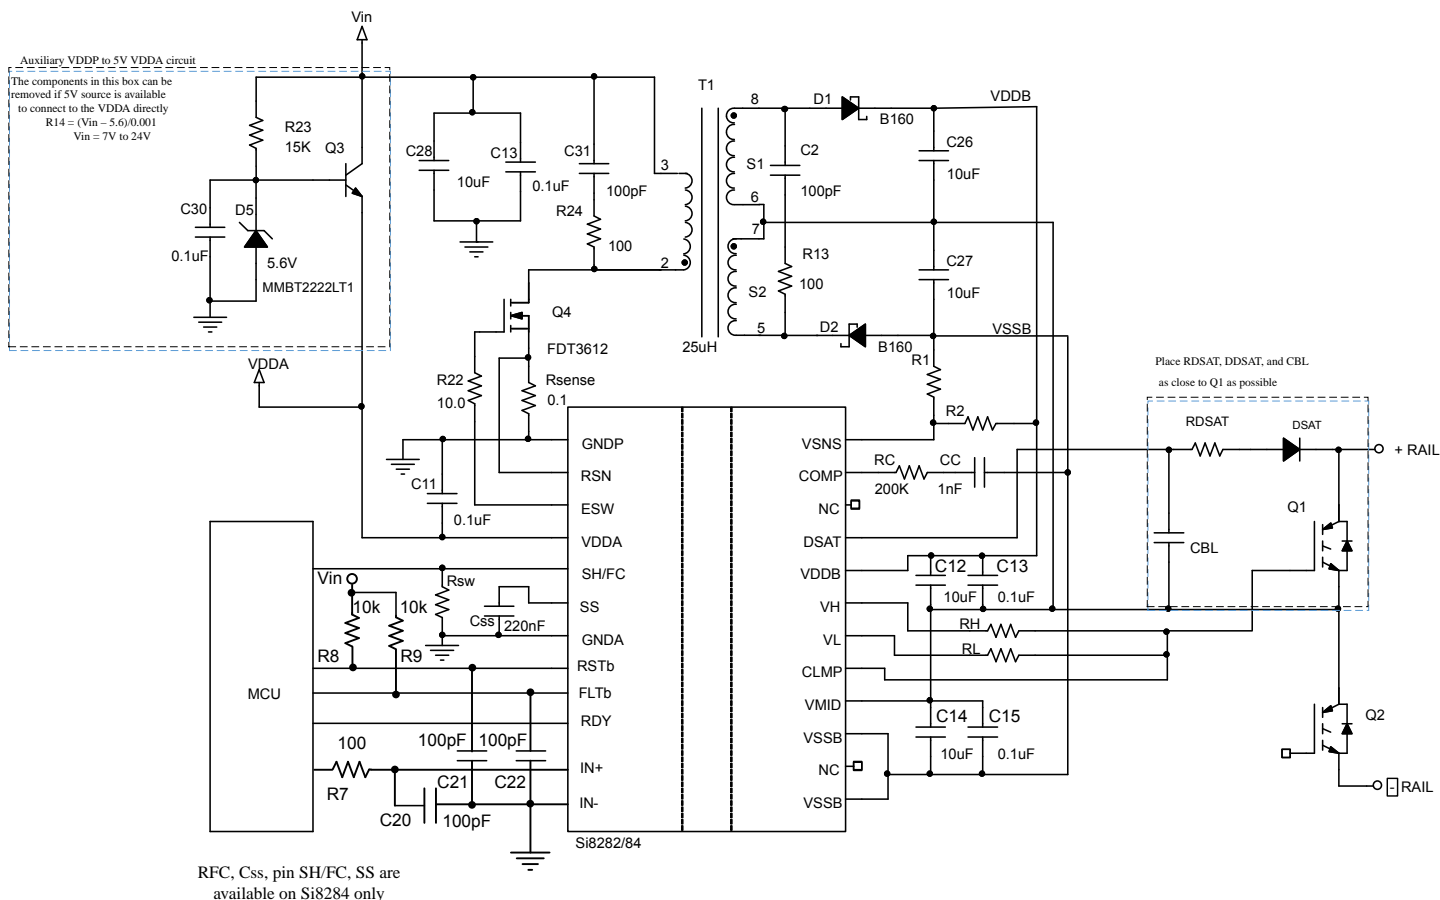 Vin
Auxiliary VDDP to 5V VDDA circuit
The components in this box can be
removed if 5V source is available
to connect to the VDDA directly
R14 = (Vin – 5.6)/0.001
Vin = 7V to 24V
R23
15K
Q3
C30
0.1uF
D5
5.6V
MMBT2222LT1
VDDA
C28
10uF
C13
0.1uF
C31
100pF
R24
100
3
2
T1
25uH
8
S1
6
7
S2
5
D1
B160
C2
100pF
R13
100
D2
B160
VDDB
C26
10uF
C27
10uF
VSSB
Q4
FDT3612
R22
10.0
Rsense
0.1
R1
R2
C11
0.1uF
GNDP
RSN
ESW
VDDA
SH/FC
SS
GNDA
RSTb
FLTb
RDY
IN+
IN-
Si8282/84
VSNS
COMP
NC
DSAT
VDDB
VH
VL
CLMP
VMID
VSSB
NC
VSSB
RC
200K
CC
1nF
C12
10uF
C13
0.1uF
RH
RL
C14
10uF
C15
0.1uF
Place RDSAT, DDSAT, and CBL
as close to Q1 as possible
RDSAT
DSAT
CBL
+ RAIL
Q1
Q2
- RAIL
MCU
Vin
10k
10k
R8
R9
Rsw
Css
220nF
100pF
100pF
C21
C22
100
R7
C20
100pF
RFC, Css, pin SH/FC, SS are
available on Si8284 only